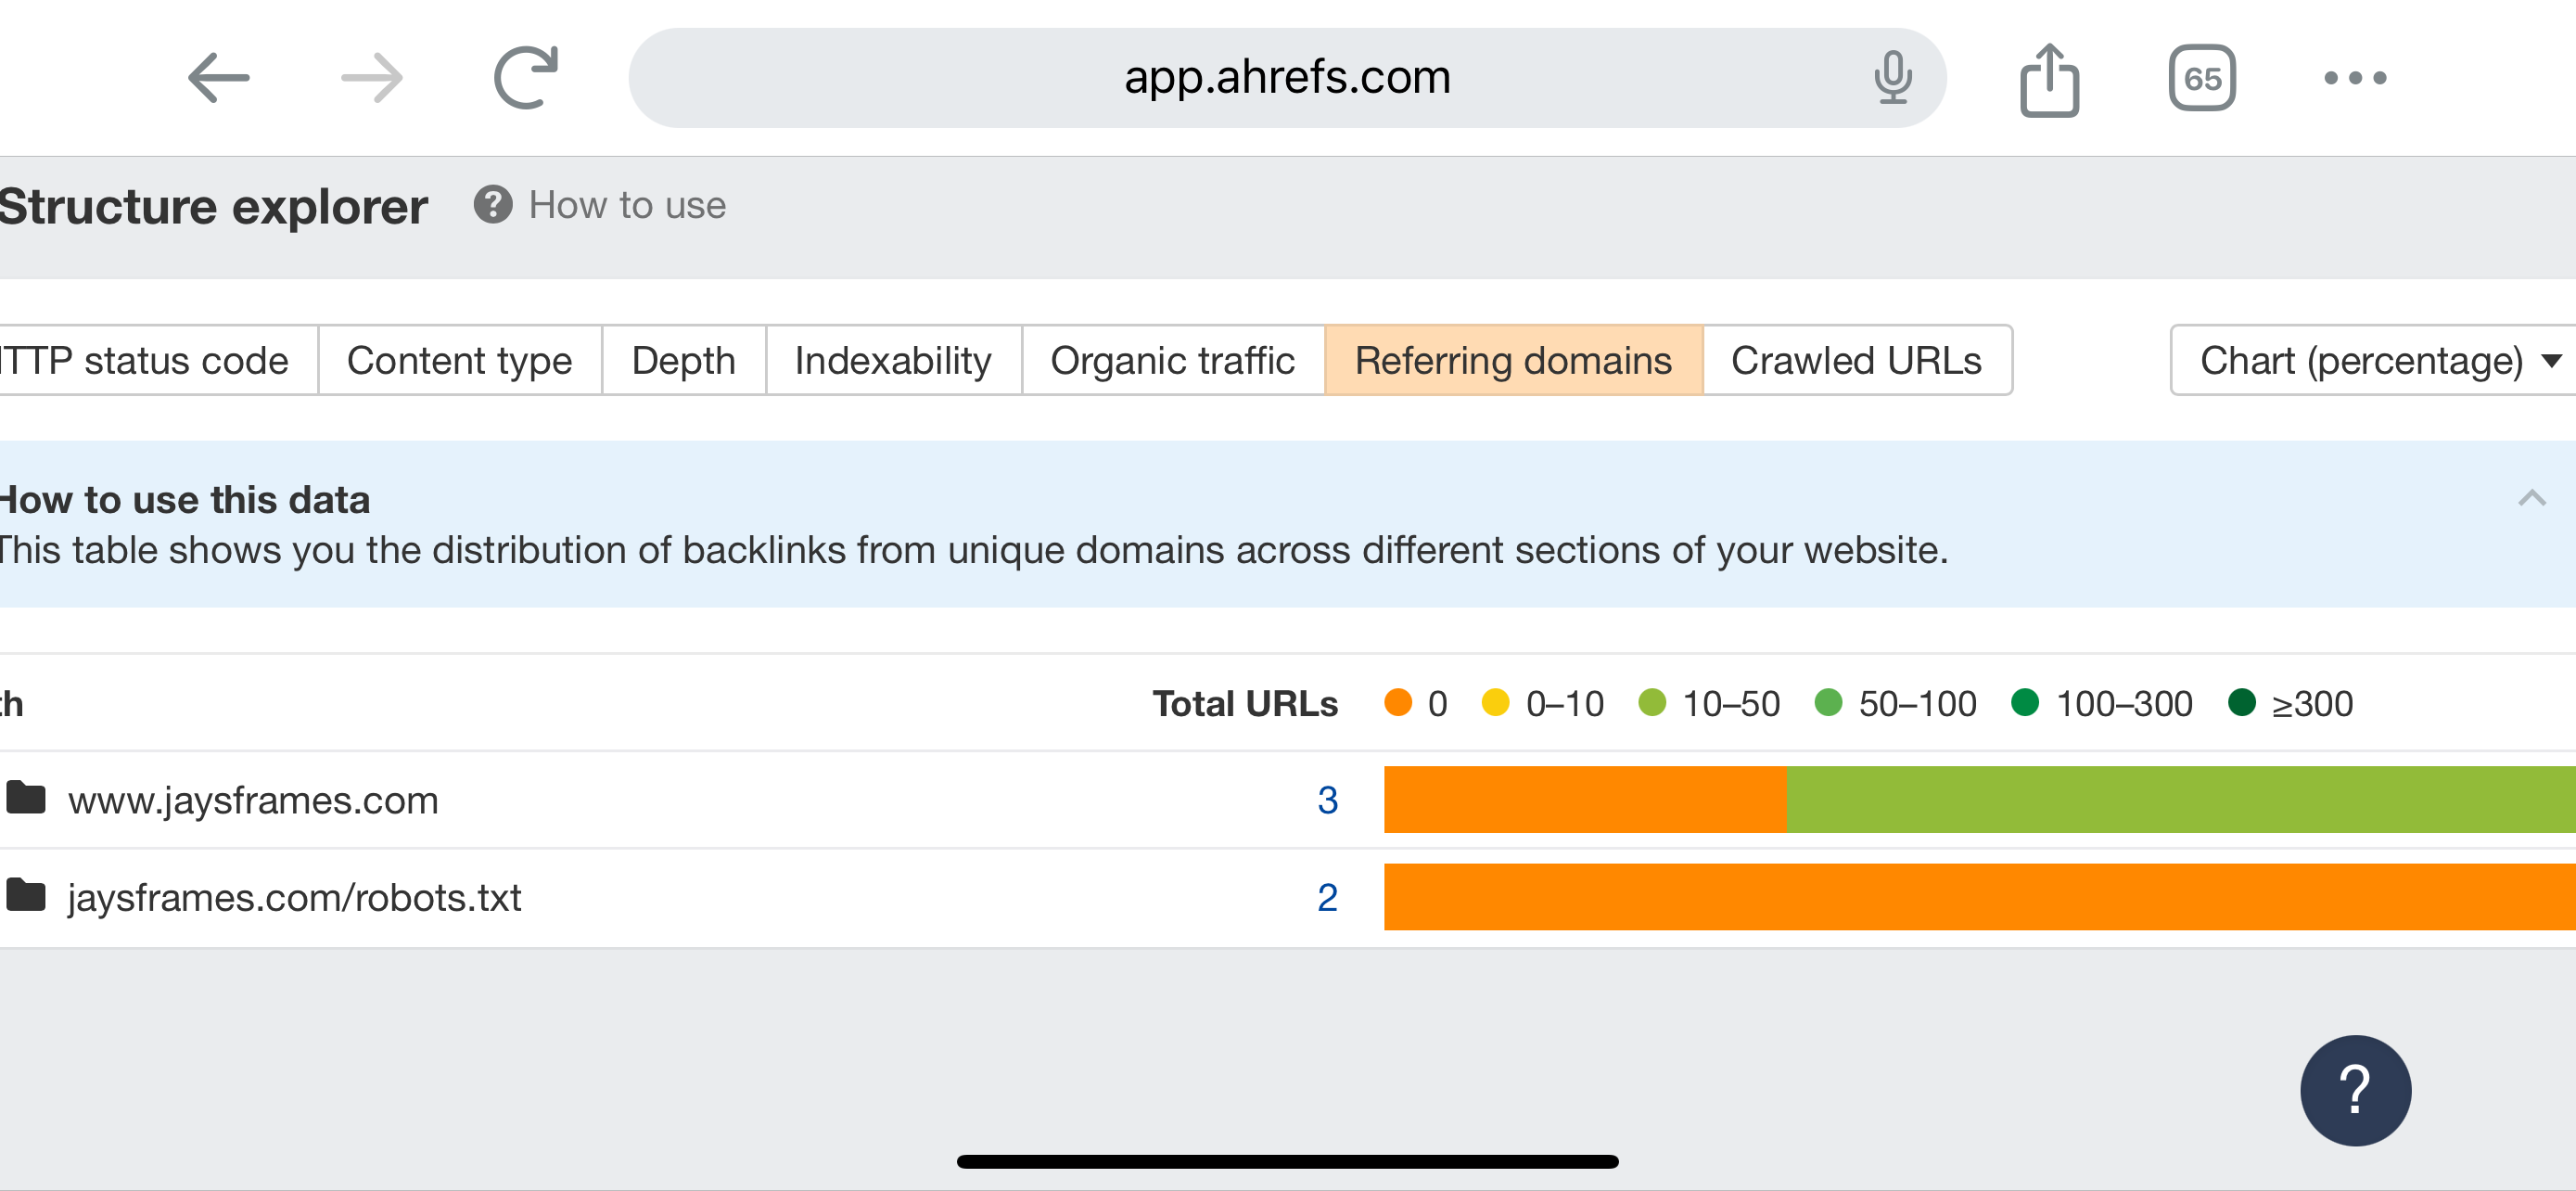 app.ahrefs.com
65
Structure explorer
? How to use
TTP status code
Content type
Depth
Indexability
Organic traffic
Referring domains
Crawled URLs
Chart (percentage)
How to use this data
This table shows you the distribution of backlinks from unique domains across different sections of your website.
th
Total URLs
0
0–10
10–50
50–100
100–300
≥300
www.jaysframes.com
3
jaysframes.com/robots.txt
2
?